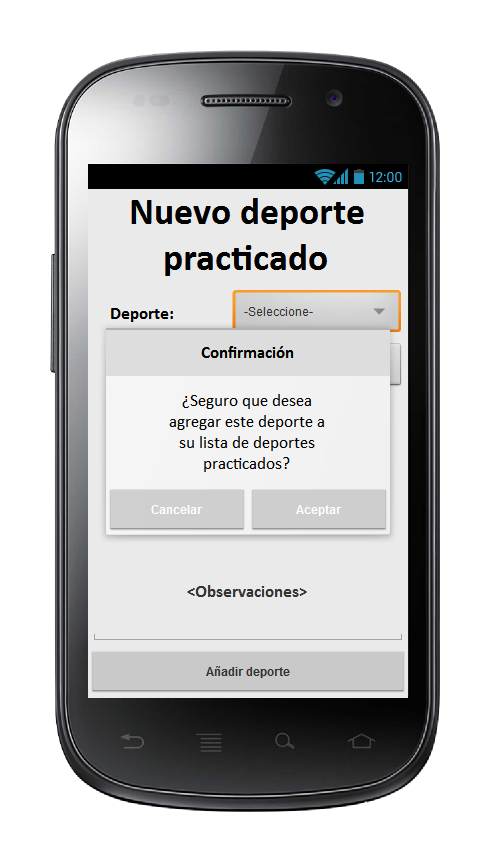 12:00
Nuevo deporte
practicado
Deporte:
-Seleccione-
Confirmación
¿Seguro que desea
agregar este deporte a
su lista de deportes
practicados?
Cancelar
Aceptar
<Observaciones>
Añadir deporte